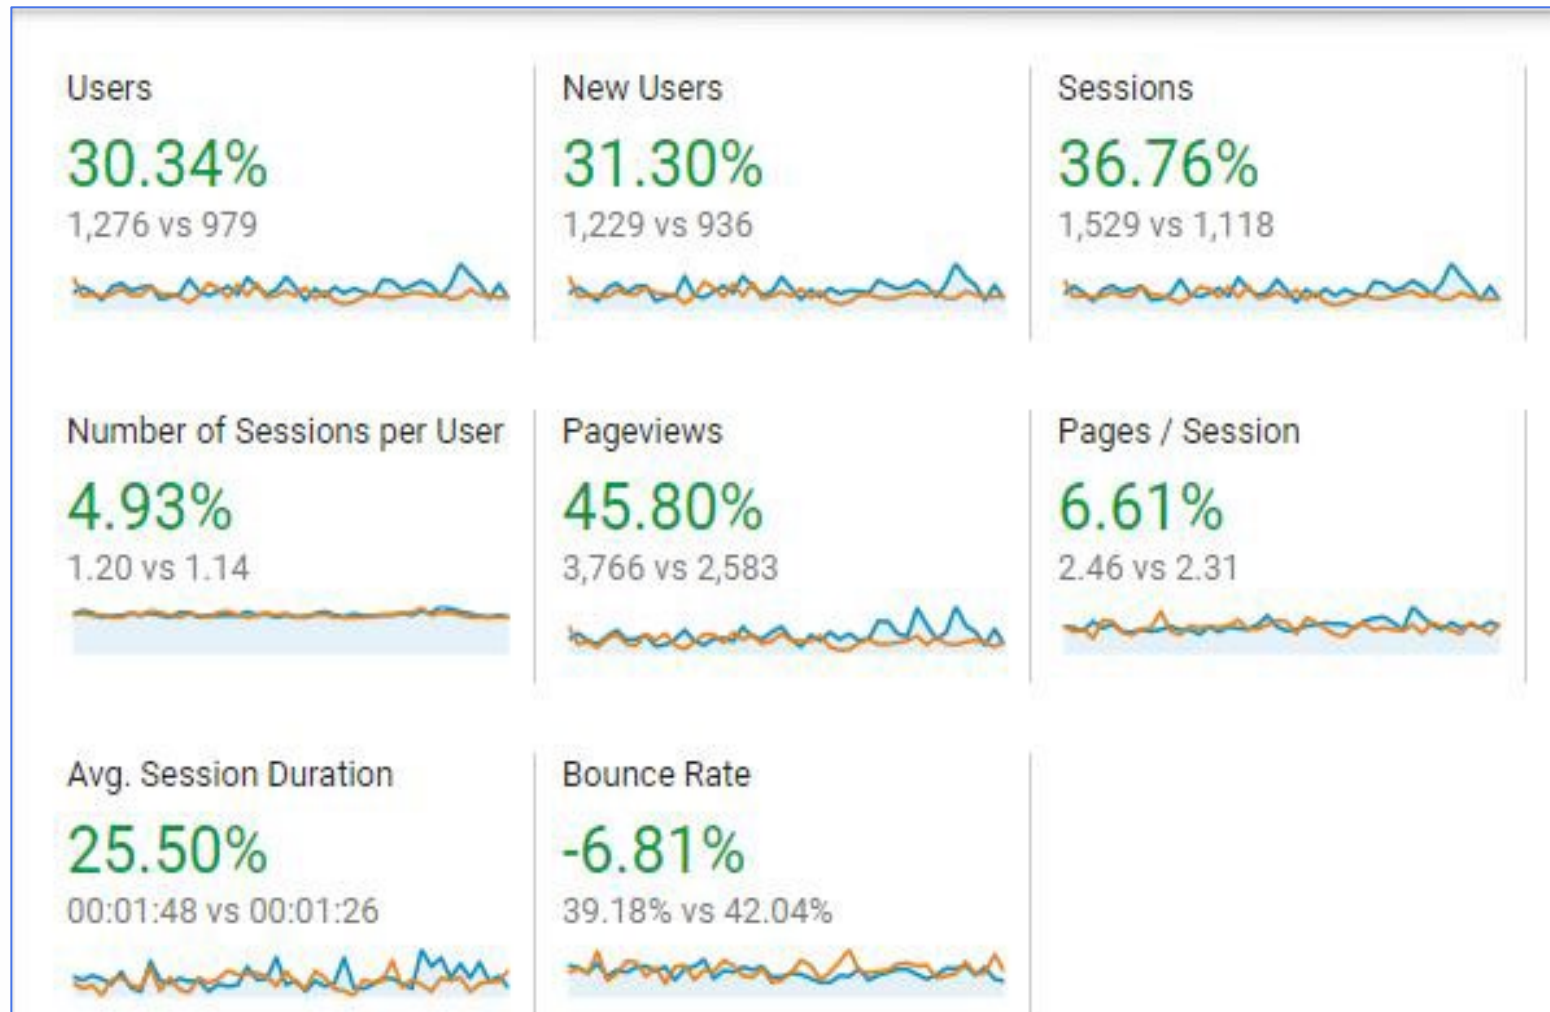 Users
30.34%
1,276 vs 979
New Users
31.30%
1,229 vs 936
Sessions
36.76%
1,529 vs 1,118
Number of Sessions per User
4.93%
1.20 vs 1.14
Pageviews
45.80%
3,766 vs 2,583
Pages / Session
6.61%
2.46 vs 2.31
Avg. Session Duration
25.50%
00:01:48 vs 00:01:26
Bounce Rate
-6.81%
39.18% vs 42.04%